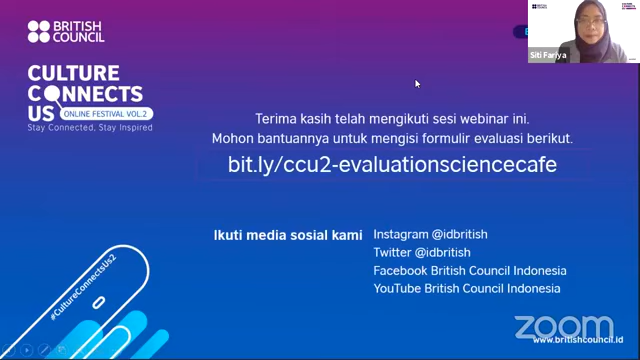 BRITISH
COUNCIL
CULTURE
CONNECTS
US ONLINE FESTIVAL VOL.2
Stay Connected, Stay Inspired
Siti Fariya
Terima kasih telah mengikuti sesi webinar ini.
Mohon bantuannya untuk mengisi formulir evaluasi berikut.
bit.ly/ccu2-evaluationsciencecafe
Ikuti media sosial kami
Instagram @idbritish
Twitter @idbritish
Facebook British Council Indonesia
YouTube British Council Indonesia
#CultureConnectsUs2
zoom
www.britishcouncil.id